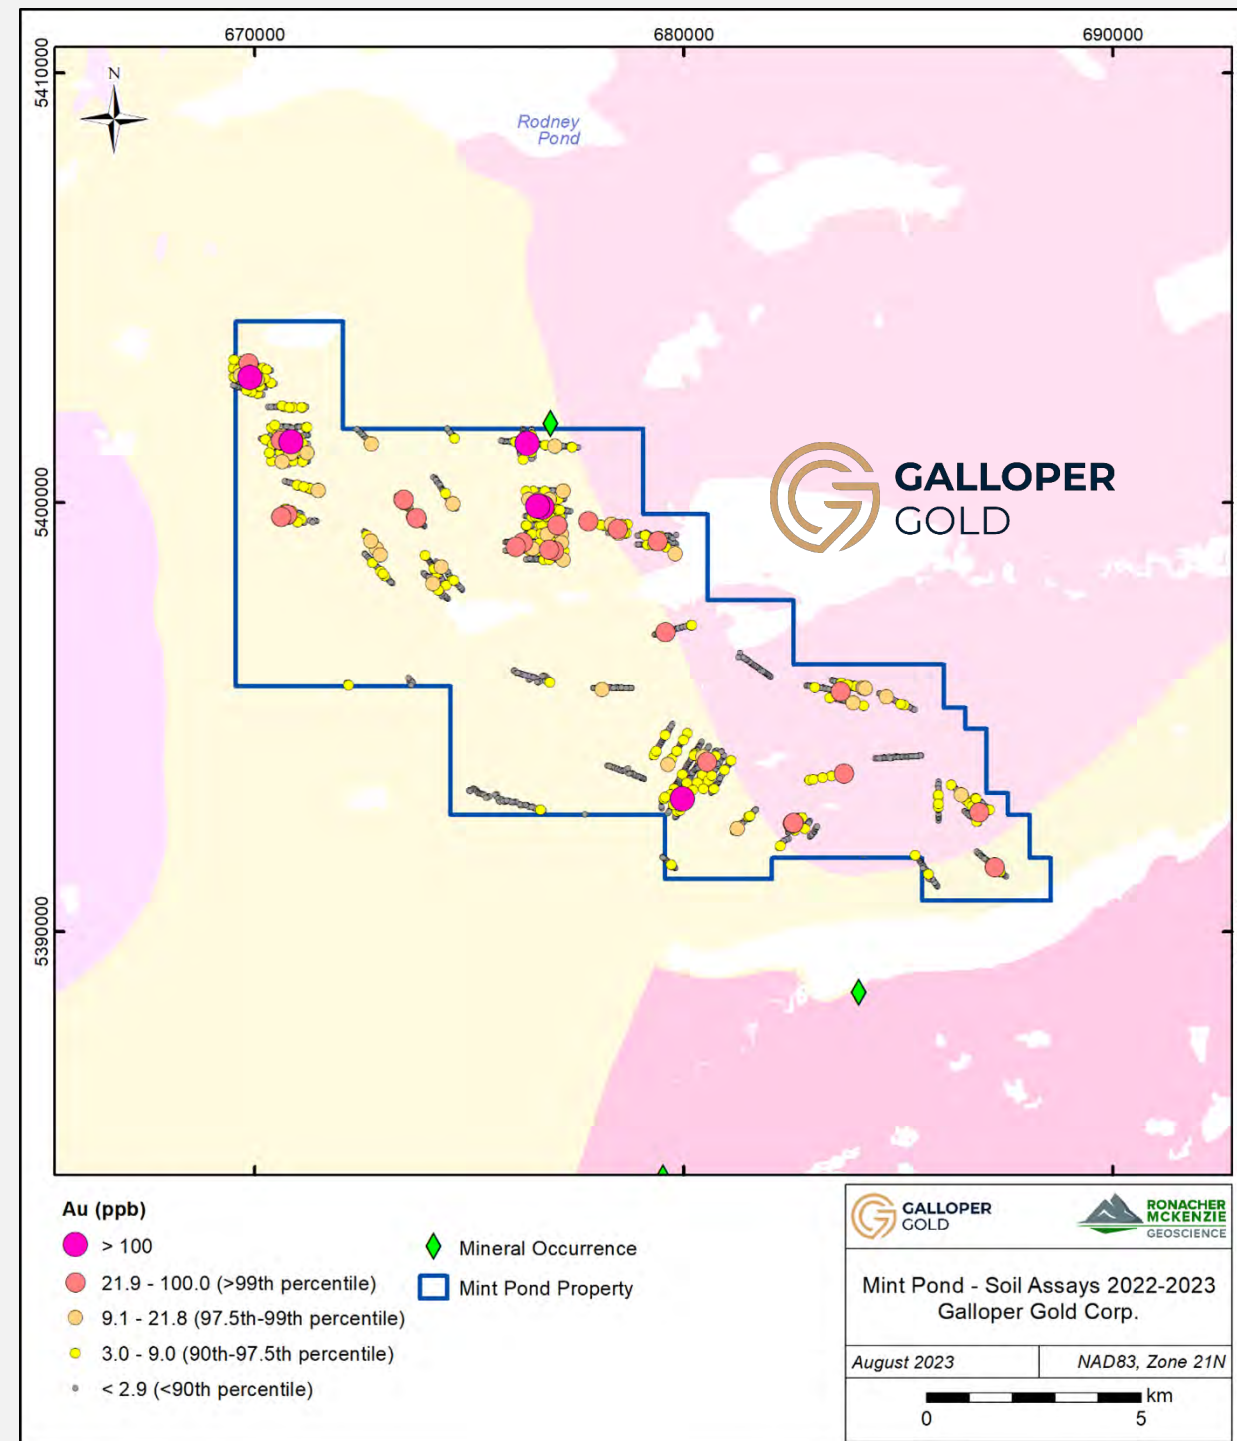 670000
680000
690000
5410000
N
Rodney
Pond
5400000
GALLOPER
GOLD
5390000
Au (ppb)
> 100
21.9 - 100.0 (>99th percentile)
9.1 - 21.8 (97.5th-99th percentile)
3.0 - 9.0 (90th-97.5th percentile)
< 2.9 (<90th percentile)
Mineral Occurrence
Mint Pond Property
GALLOPER
GOLD
RONACHER
MCKENZIE
GEOSCIENCE
Mint Pond - Soil Assays 2022-2023
Galloper Gold Corp.
August 2023
NAD83, Zone 21N
km
0 5